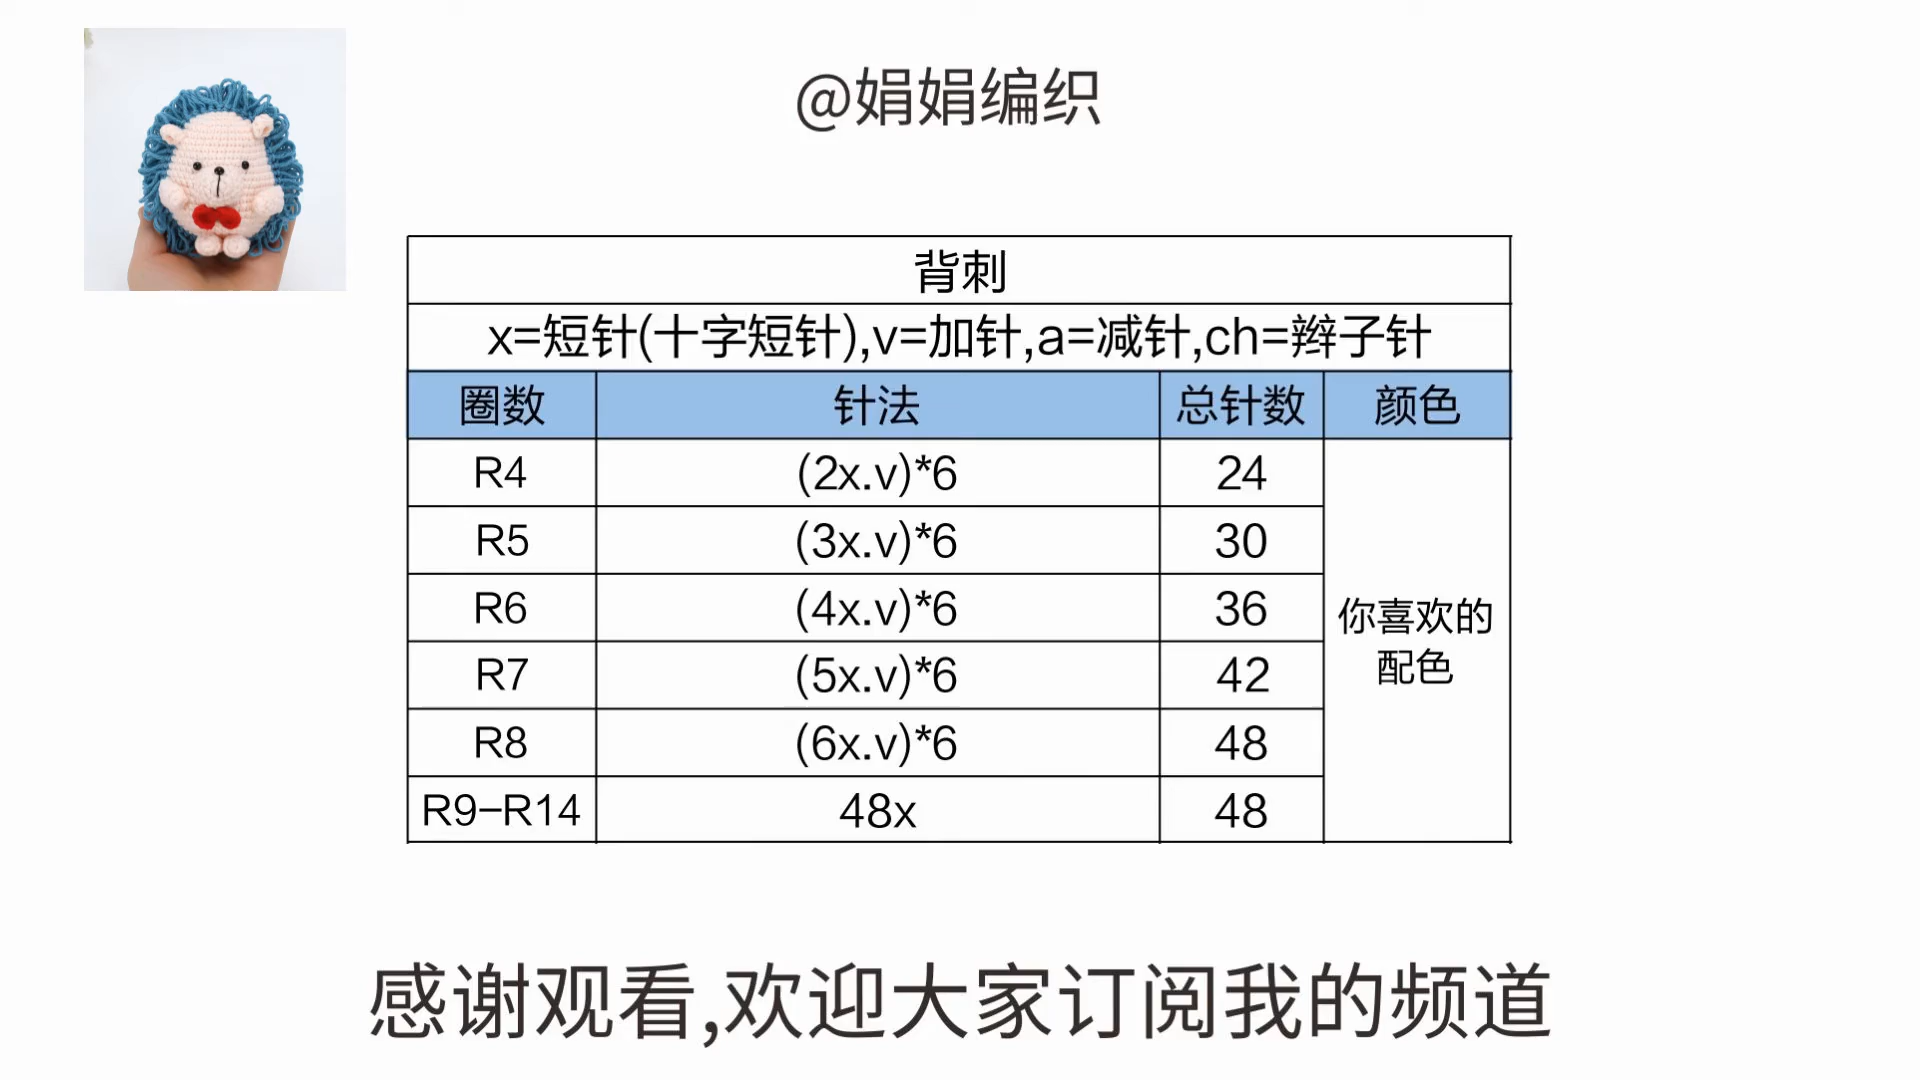 @娟娟编织
背刺
x=短针(十字短针),v=加针,a=减针,ch=辫子针
圈数 针法 总针数 颜色
R4 (2x.v)*6 24
R5 (3x.v)*6 30
R6 (4x.v)*6 36
R7 (5x.v)*6 42
R8 (6x.v)*6 48
R9–R14 48x 48
你喜欢的
配色
感谢观看,欢迎大家订阅我的频道